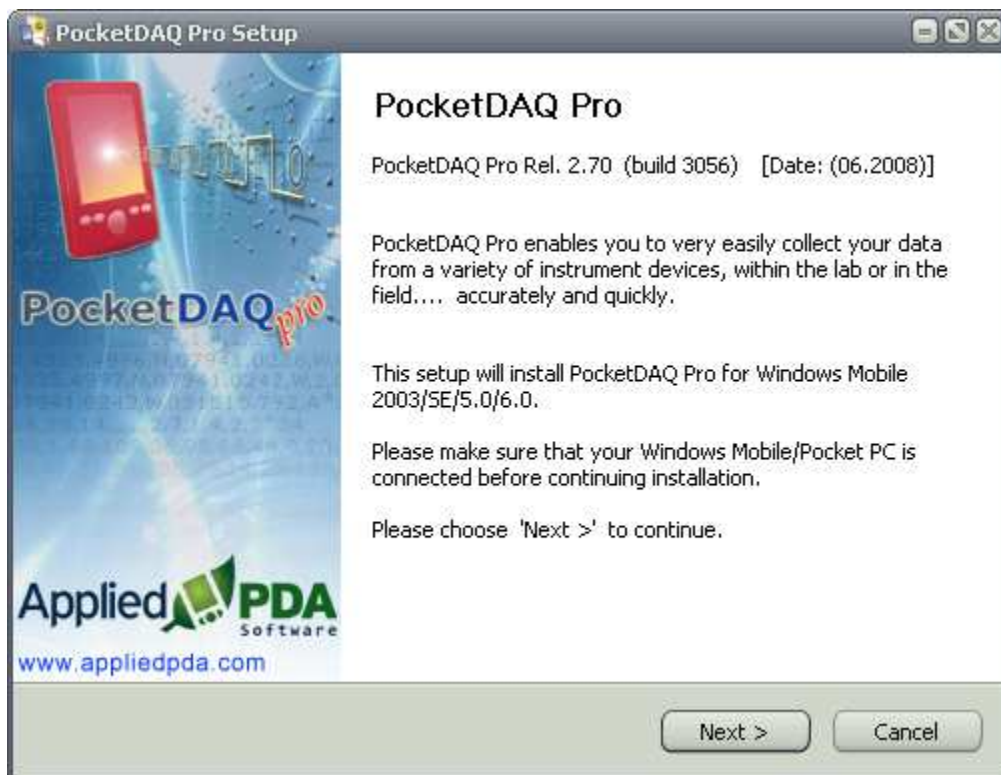 PocketDAQ Pro Setup
PocketDAQ pro
Applied PDA
Software
www.appliedpda.com
PocketDAQ Pro
PocketDAQ Pro Rel. 2.70 (build 3056) [Date: (06.2008)]
PocketDAQ Pro enables you to very easily collect your data
from a variety of instrument devices, within the lab or in the
field.... accurately and quickly.
This setup will install PocketDAQ Pro for Windows Mobile
2003/SE/5.0/6.0.
Please make sure that your Windows Mobile/Pocket PC is
connected before continuing installation.
Please choose 'Next >' to continue.
Next >
Cancel